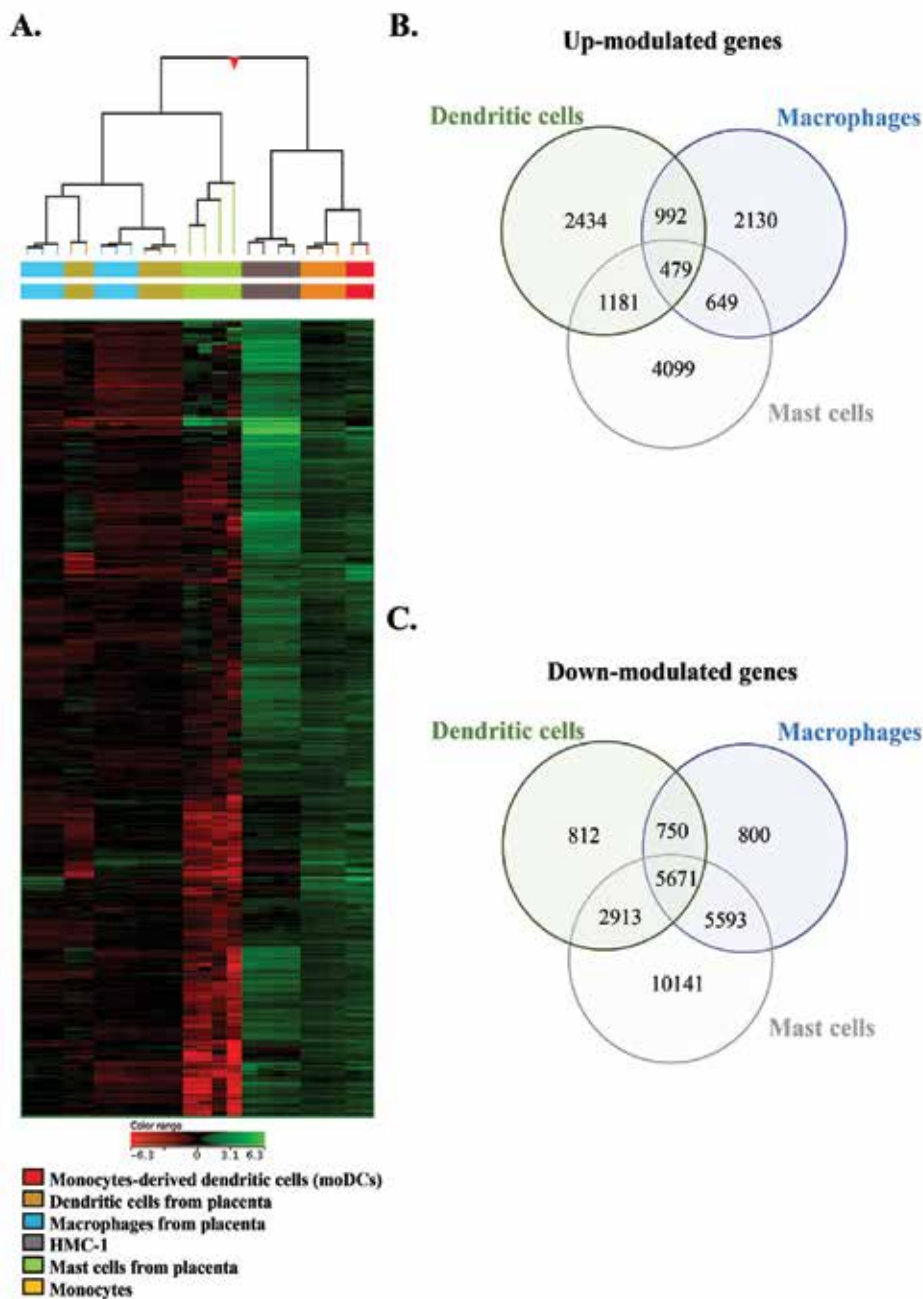 A.
B.
Up-modulated genes
Dendritic cells
Macrophages
2434
992
2130
479
1181
649
4099
Mast cells
C.
Down-modulated genes
Dendritic cells
Macrophages
812
750
800
5671
2913
5593
10141
Mast cells
Color range
-6.3 0 3.1 6.3
Monocytes-derived dendritic cells (moDCs)
Dendritic cells from placenta
Macrophages from placenta
HMC-1
Mast cells from placenta
Monocytes